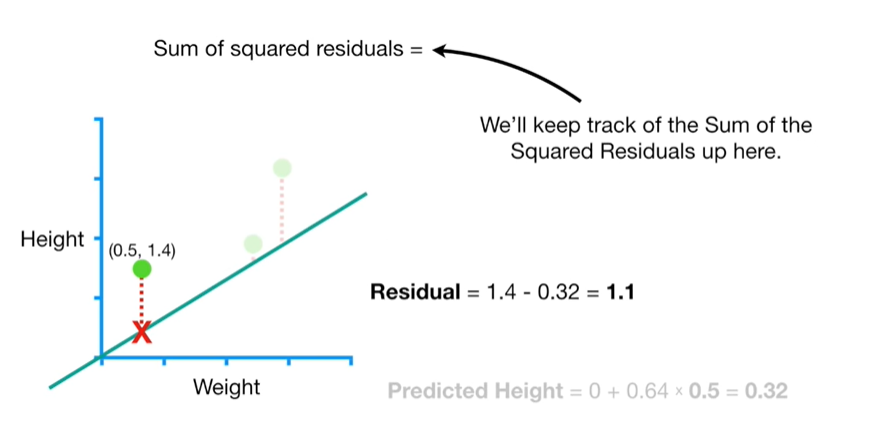 Sum of squared residuals =
We'll keep track of the Sum of the
Squared Residuals up here.
Height
(0.5, 1.4)
X
Residual = 1.4 - 0.32 = 1.1
Weight
Predicted Height = 0 + 0.64 × 0.5 = 0.32